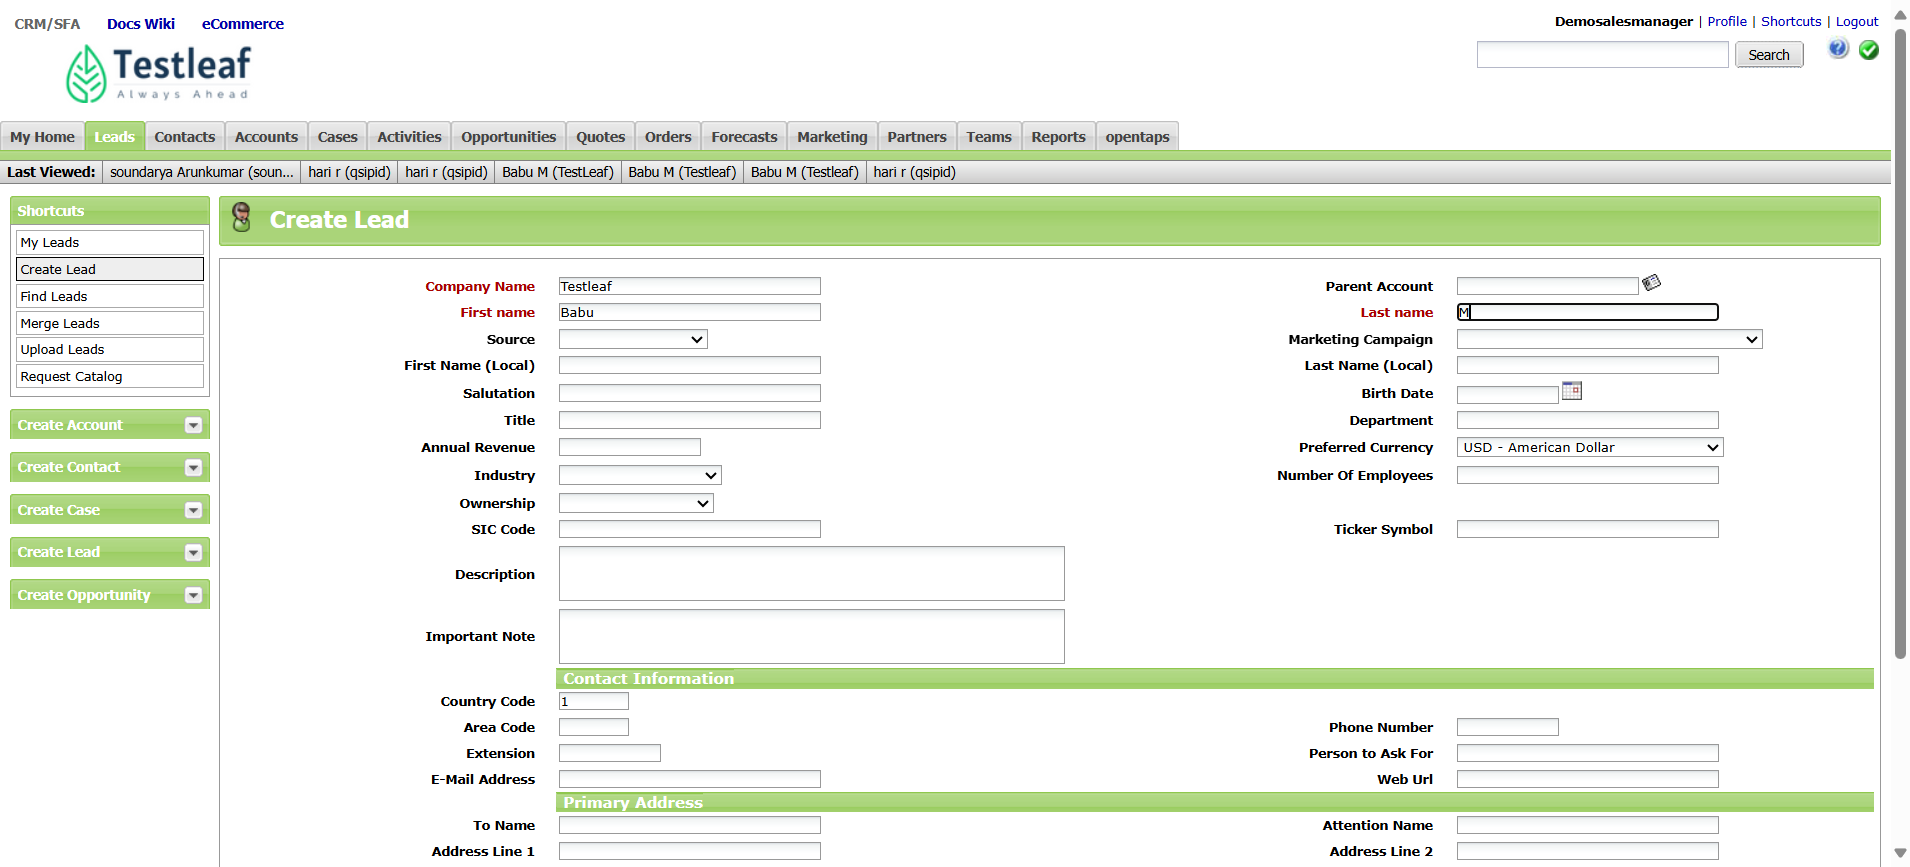 CRM/SFA Docs Wiki eCommerce
Demosalesmanager | Profile | Shortcuts | Logout
Testleaf
Always Ahead
Search
My Home Leads Contacts Accounts Cases Activities Opportunities Quotes Orders Forecasts Marketing Partners Teams Reports opentaps
Last Viewed: soundarya Arunkumar (soun... hari r (qsipid) hari r (qsipid) Babu M (TestLeaf) Babu M (Testleaf) Babu M (Testleaf) hari r (qsipid)
Shortcuts
My Leads
Create Lead
Find Leads
Merge Leads
Upload Leads
Request Catalog
Create Account
Create Contact
Create Case
Create Lead
Create Opportunity
Create Lead
Company Name Testleaf Parent Account
First name Babu Last name M
Source Marketing Campaign
First Name (Local) Last Name (Local)
Salutation Birth Date
Title Department
Annual Revenue Preferred Currency USD - American Dollar
Industry Number Of Employees
Ownership
SIC Code Ticker Symbol
Description
Important Note
Contact Information
Country Code 1
Area Code Phone Number
Extension Person to Ask For
E-Mail Address Web Url
Primary Address
To Name Attention Name
Address Line 1 Address Line 2